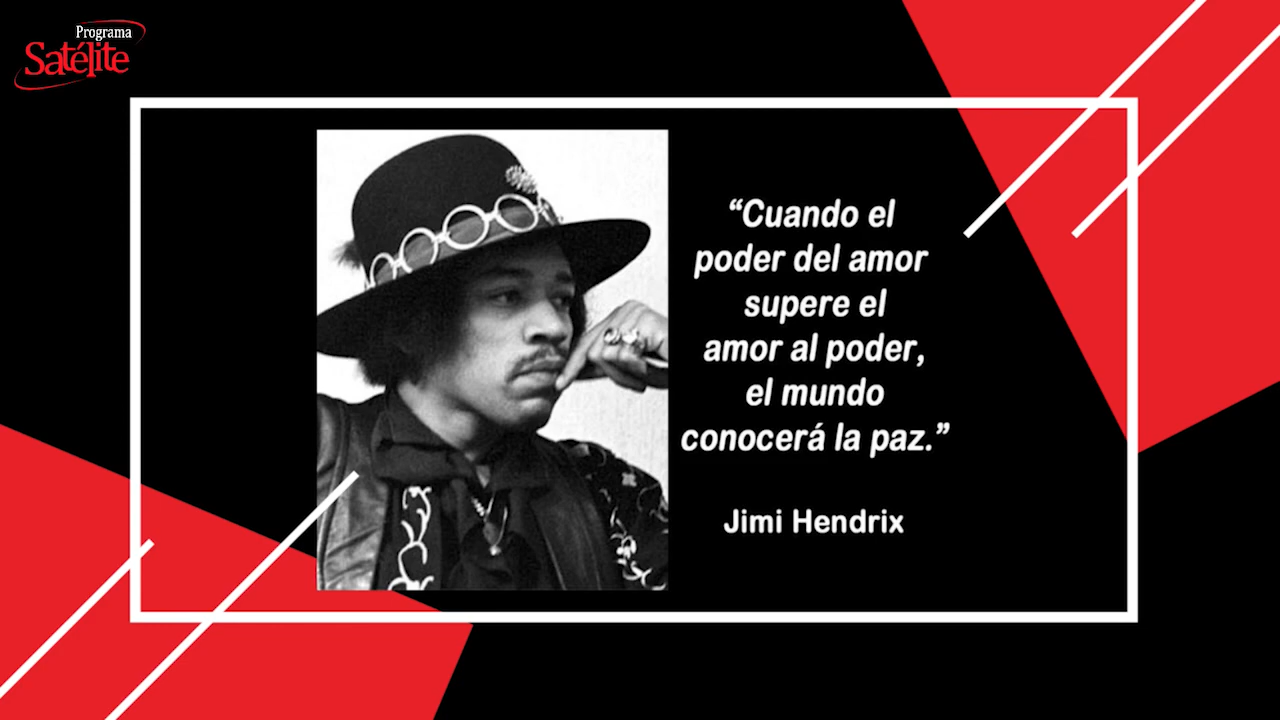 Programa
Satélite
“Cuando el
poder del amor
supere el
amor al poder,
el mundo
conocerá la paz.”
Jimi Hendrix